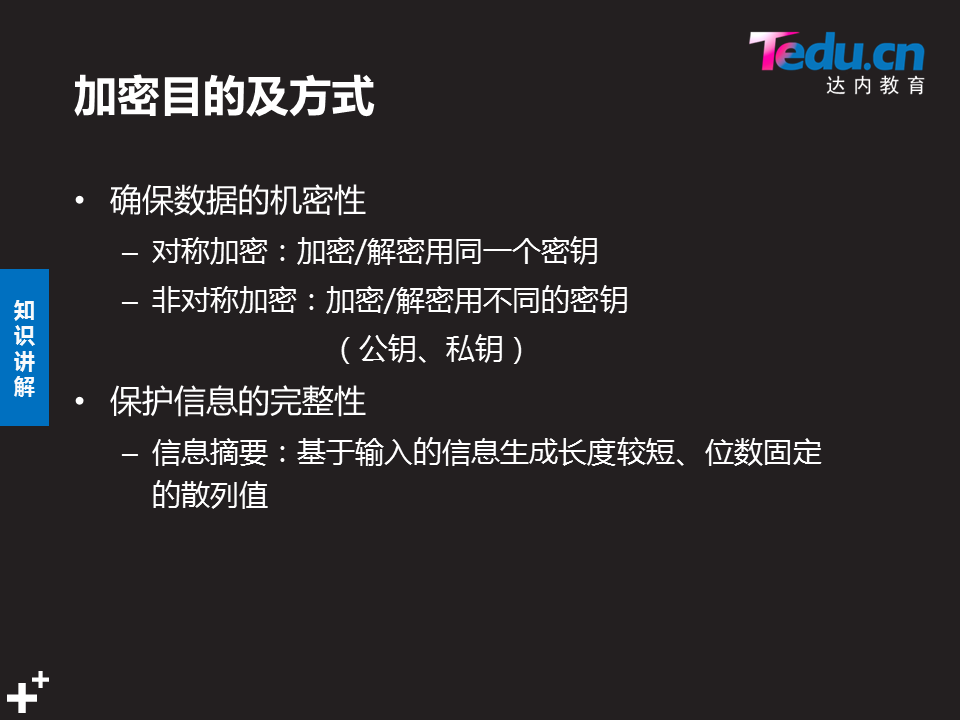 Tedu.cn
达内教育
加密目的及方式
• 确保数据的机密性
– 对称加密：加密/解密用同一个密钥
– 非对称加密：加密/解密用不同的密钥
（公钥、私钥）
• 保护信息的完整性
– 信息摘要：基于输入的信息生成长度较短、位数固定
的散列值
知识讲解